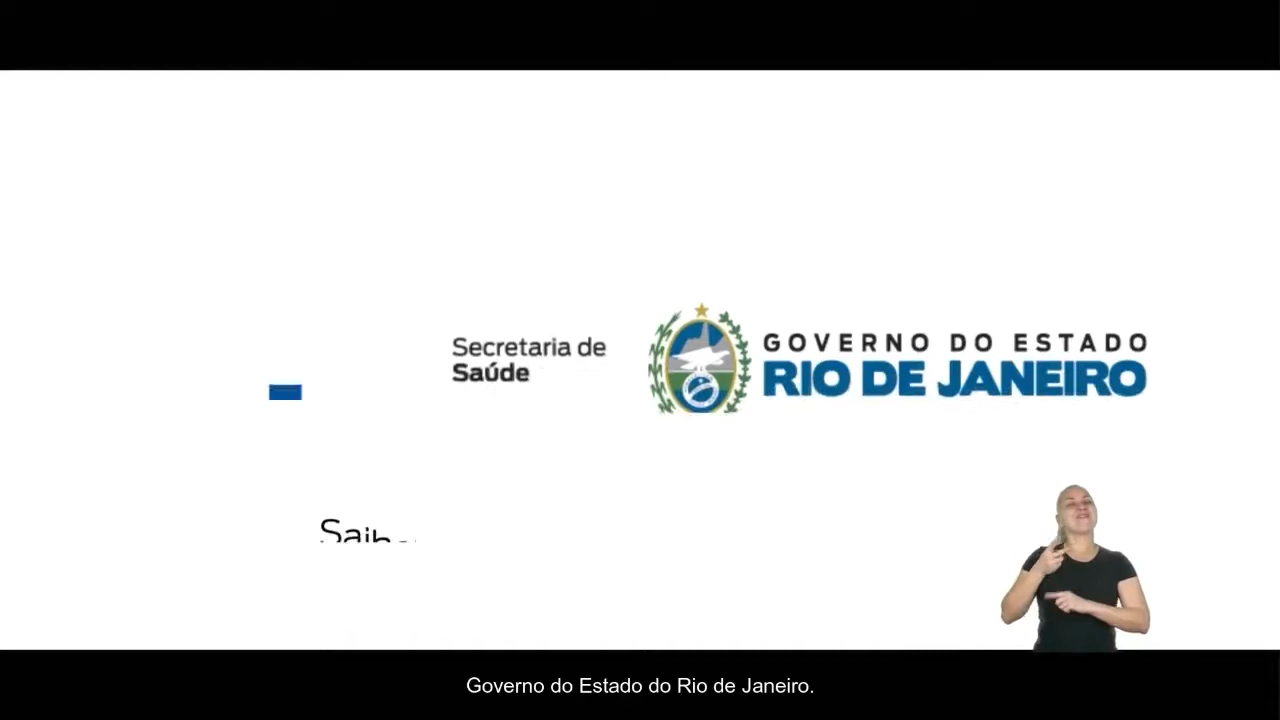 Secretaria de
Saúde
GOVERNO DO ESTADO
RIO DE JANEIRO
Governo do Estado do Rio de Janeiro.